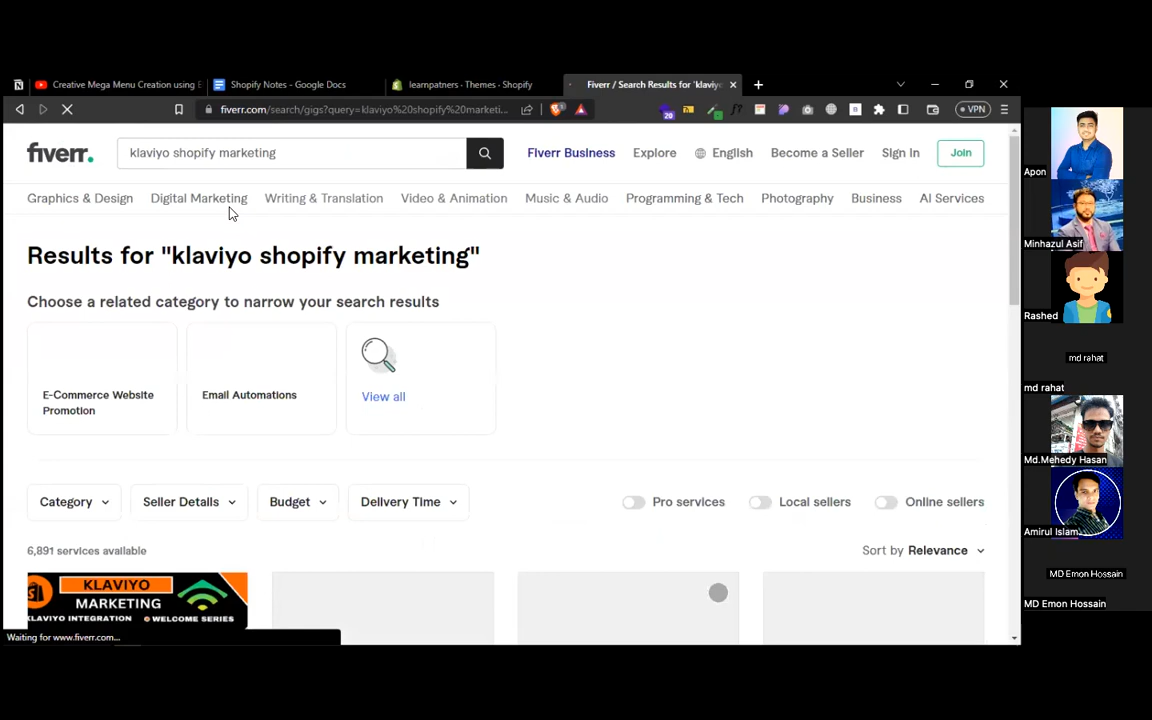 Creative Mega Menu Creation using E
Shopify Notes - Google Docs
learnpatners - Themes - Shopify
Fiverr / Search Results for 'klaviyo
fiverr.com/search/gigs?query=klaviyo%20shopify%20marketi...
20
VPN
fiverr.
klaviyo shopify marketing
Fiverr Business
Explore
English
Become a Seller
Sign In
Join
Graphics & Design
Digital Marketing
Writing & Translation
Video & Animation
Music & Audio
Programming & Tech
Photography
Business
AI Services
Results for "klaviyo shopify marketing"
Choose a related category to narrow your search results
E-Commerce Website
Promotion
Email Automations
View all
Category
Seller Details
Budget
Delivery Time
Pro services
Local sellers
Online sellers
6,891 services available
Sort by Relevance
KLAVIYO
MARKETING
KLAVIYO INTEGRATION
WELCOME SERIES
Waiting for www.fiverr.com...
Apon
Minhazul Asif
Rashed
md rahat
md rahat
Md.Mehedy Hasan
Amirul Islam
MD Emon Hossain
MD Emon Hossain